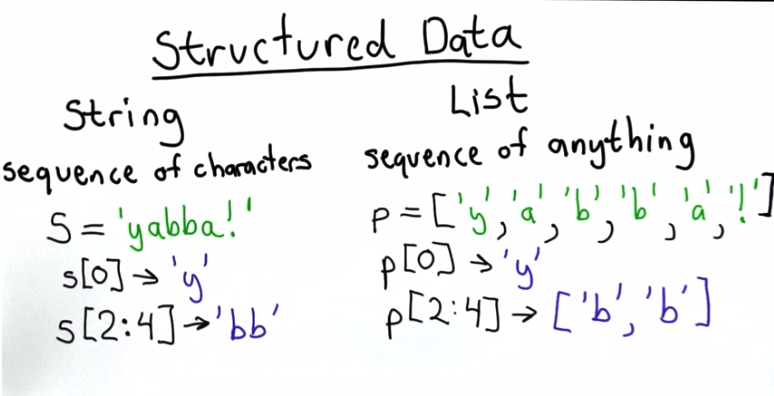 Structured Data
String
sequence of characters
s = 'yabba!'
s[0] → 'y'
s[2:4] → 'bb'
List
sequence of anything
p = ['y', 'a', 'b', 'b', 'a', '!']
p[0] → 'y'
p[2:4] → ['b', 'b']